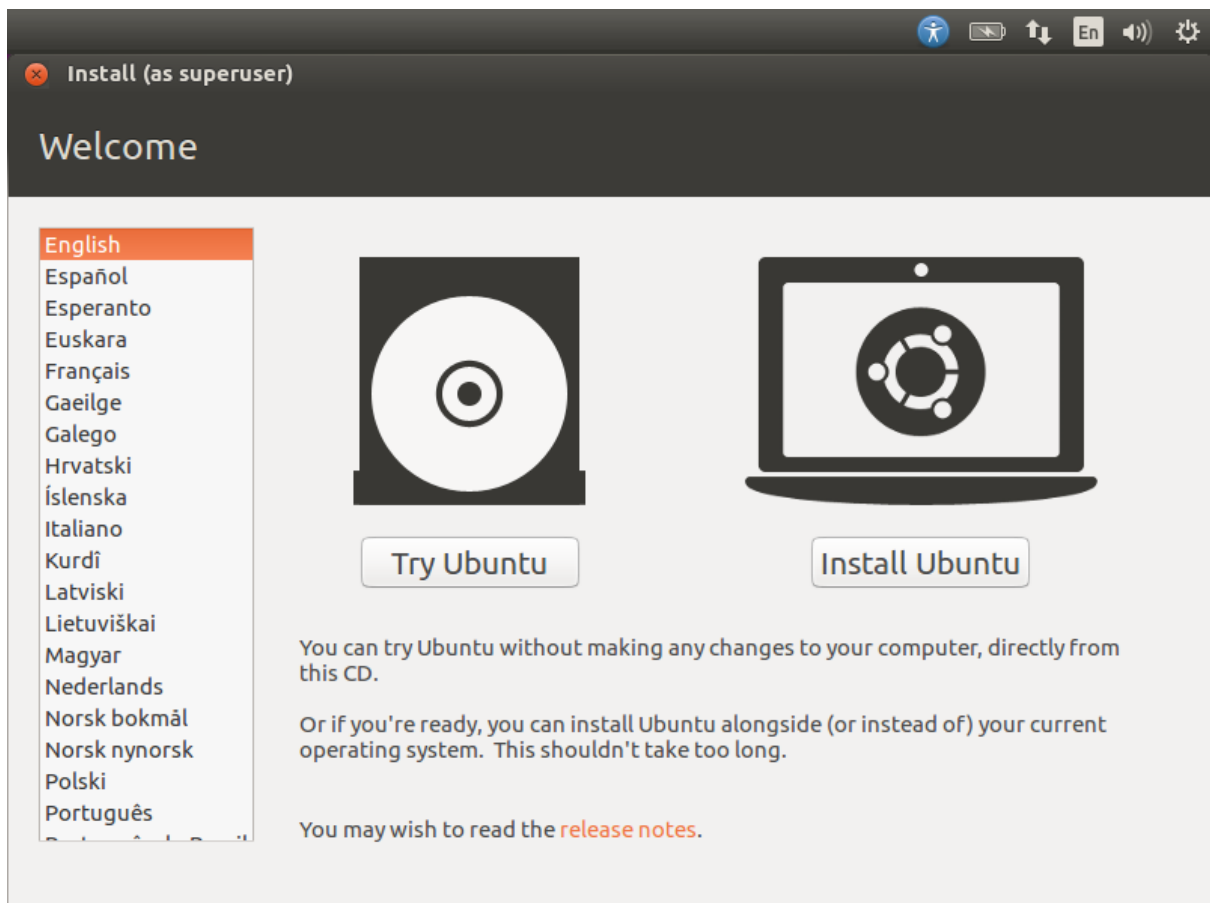 En
Install (as superuser)
Welcome
English
Español
Esperanto
Euskara
Français
Gaeilge
Galego
Hrvatski
Íslenska
Italiano
Kurdî
Latviski
Lietuviškai
Magyar
Nederlands
Norsk bokmål
Norsk nynorsk
Polski
Português
Try Ubuntu
Install Ubuntu
You can try Ubuntu without making any changes to your computer, directly from
this CD.
Or if you're ready, you can install Ubuntu alongside (or instead of) your current
operating system.  This shouldn't take too long.
You may wish to read the release notes.